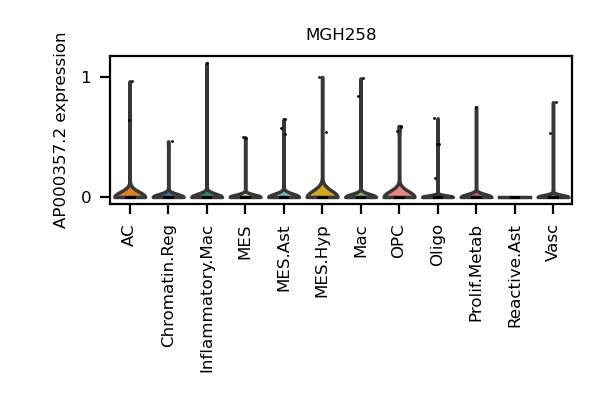 MGH258
AP000357.2 expression
1
0
AC
Chromatin.Reg
Inflammatory.Mac
MES
MES.Ast
MES.Hyp
Mac
OPC
Oligo
Prolif.Metab
Reactive.Ast
Vasc